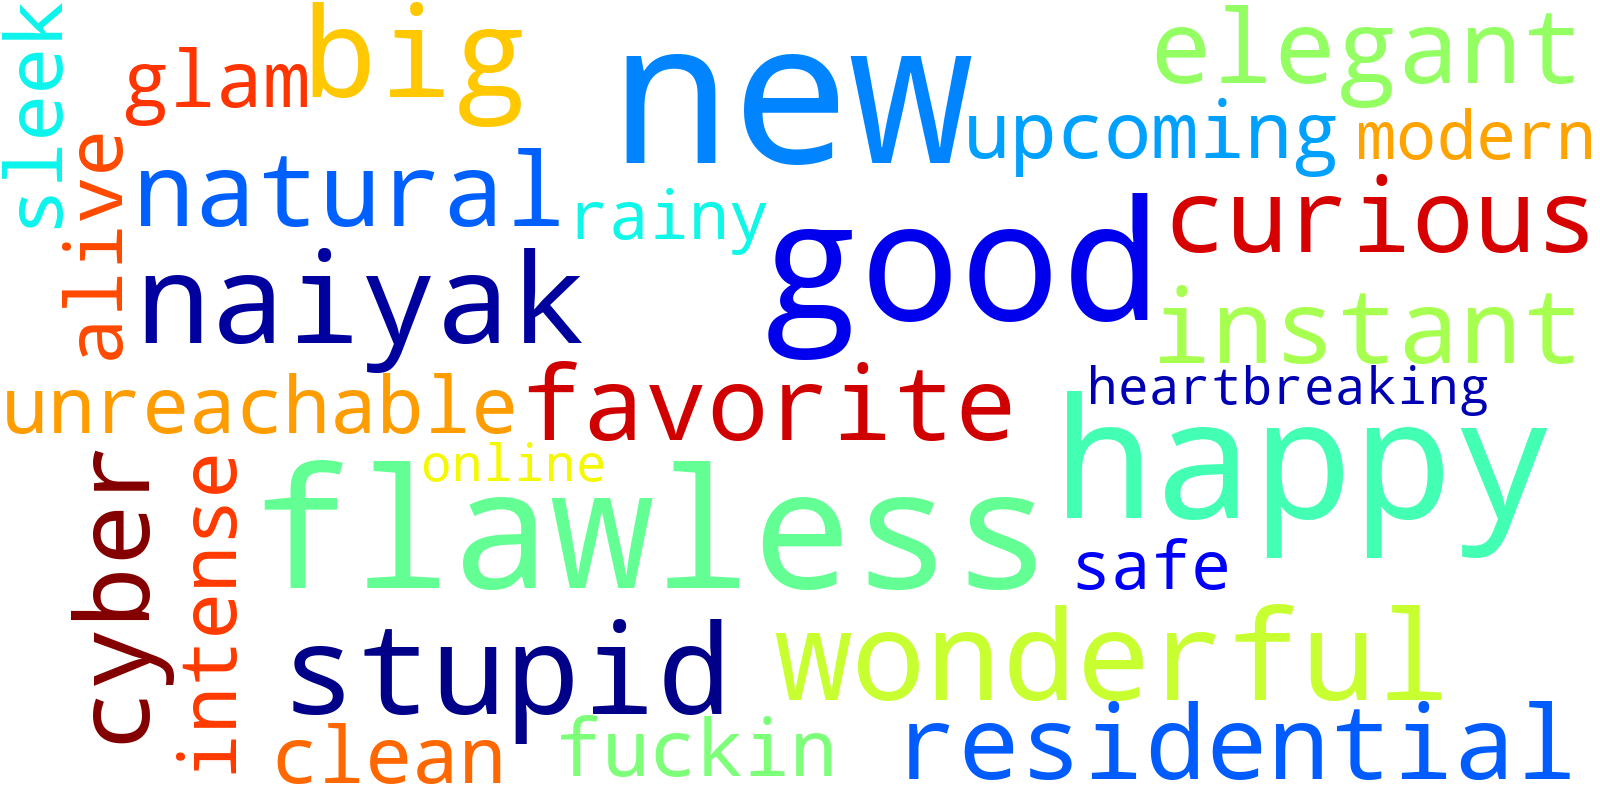 sleek
glam
big
new
elegant
upcoming
modern
alive
natural
rainy
good
curious
naiyak
instant
unreachable
favorite
heartbreaking
happy
online
cyber
intense
flawless
safe
stupid
wonderful
clean
fuckin
residential